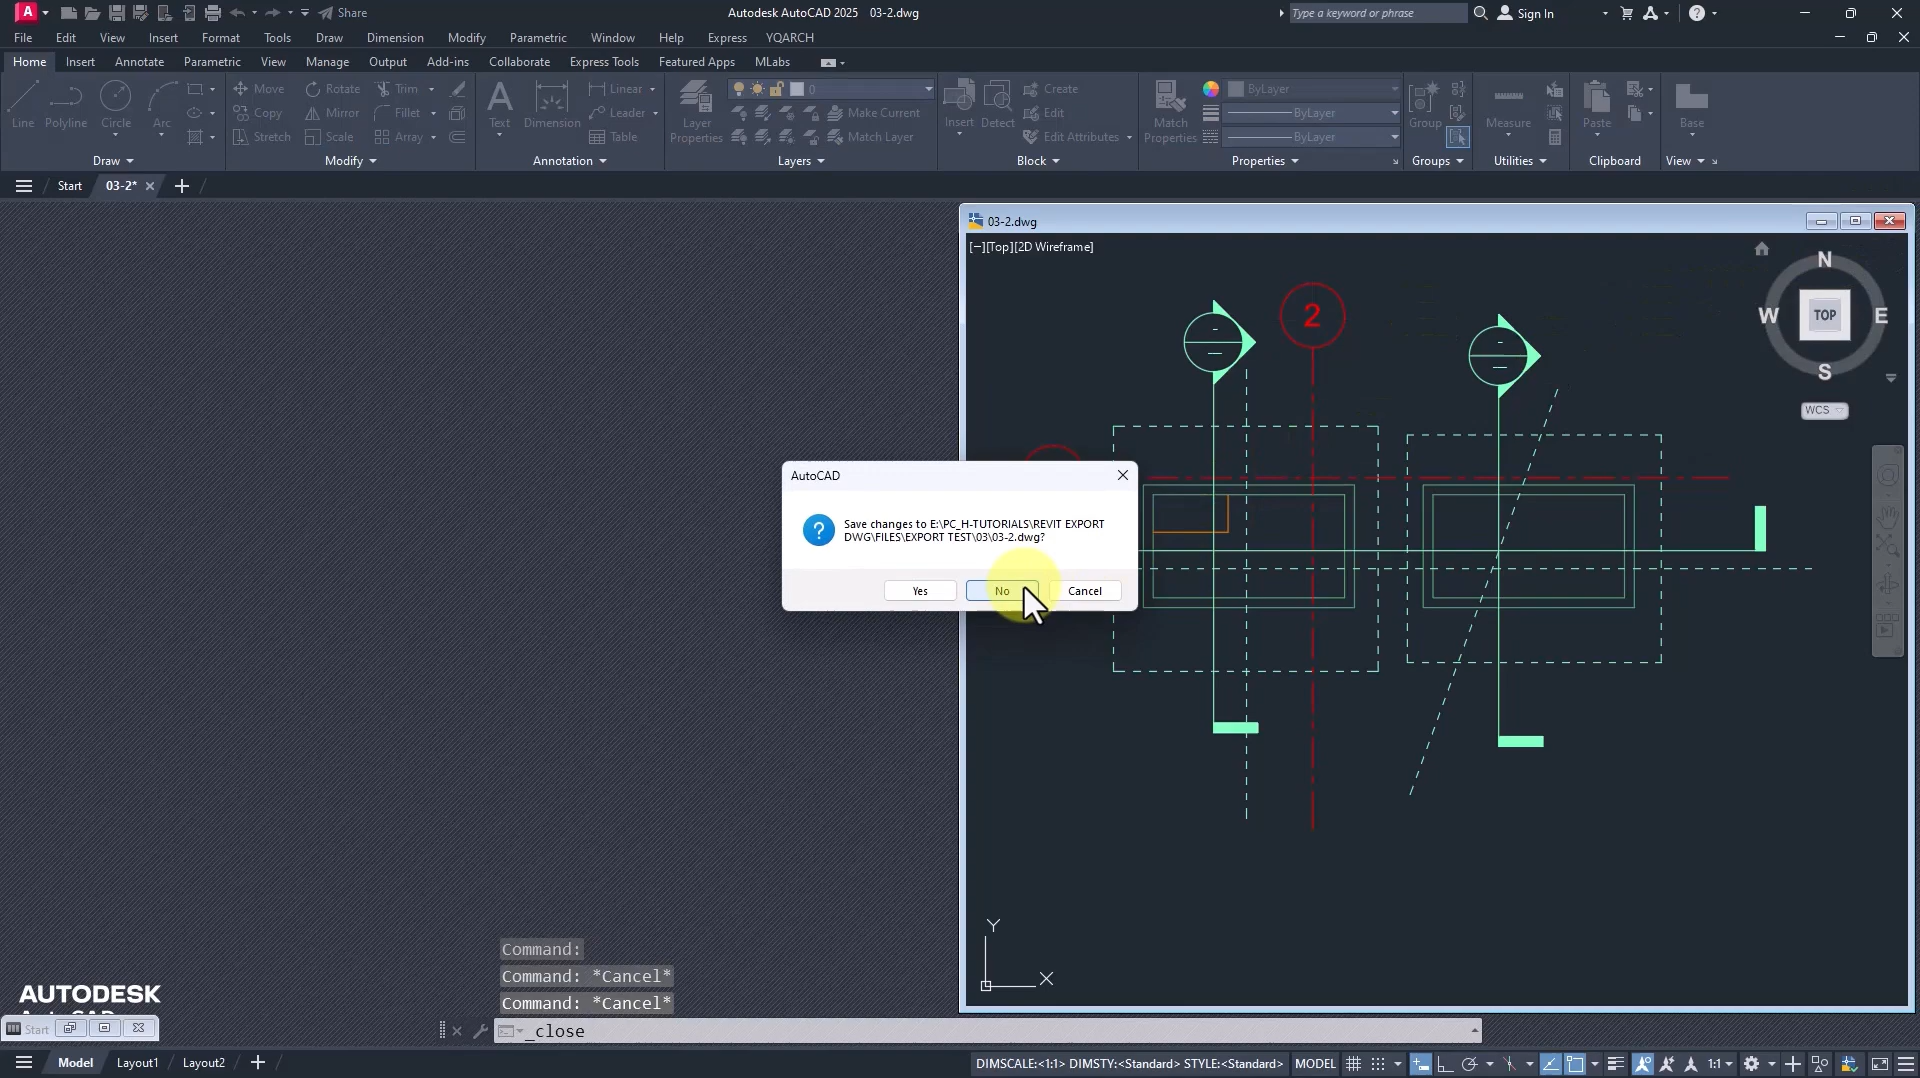 Share
Autodesk AutoCAD 2025 03-2.dwg
Type a keyword or phrase
Sign In
File Edit View Insert Format Tools Draw Dimension Modify Parametric Window Help Express YQARCH
Home Insert Annotate Parametric View Manage Output Add-ins Collaborate Express Tools Featured Apps MLabs
Line
Polyline
Circle
Arc
Draw
Move Rotate Trim
Copy Mirror Fillet
Stretch Scale Array
Modify
Text
Dimension
Linear
Leader
Table
Annotation
Layer
Properties
0
Make Current
Match Layer
Layers
Insert
Detect
Create
Edit
Edit Attributes
Block
Match
Properties
ByLayer
ByLayer
ByLayer
Properties
Group
Groups
Measure
Utilities
Paste
Clipboard
Base
View
Start 03-2*
03-2.dwg
[−][Top][2D Wireframe]
2
N
W TOP E
S
WCS
AutoCAD
Save changes to E:\PC_H-TUTORIALS\REVIT EXPORT
DWG\FILES\EXPORT TEST\03\03-2.dwg?
Yes No Cancel
Y
X
Command:
Command: *Cancel*
Command: *Cancel*
AUTODESK
Start
_close
Model Layout1 Layout2
DIMSCALE:<1:1> DIMSTY:<Standard> STYLE:<Standard> MODEL 1:1